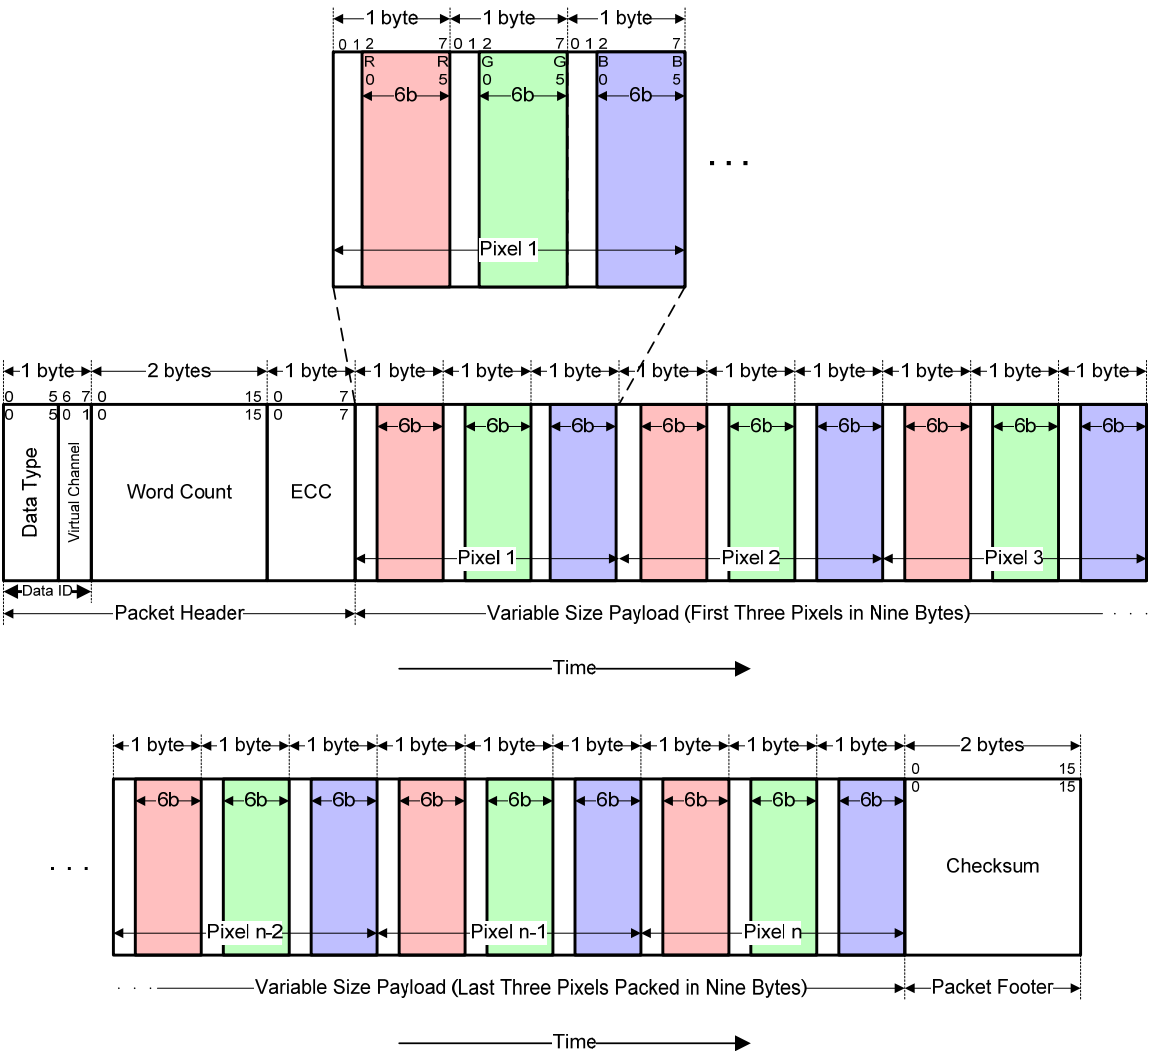 1 byte 1 byte 1 byte
0 1 2 7 0 1 2 7 0 1 2 7
R R G G B B
0 5 0 5 0 5
6b 6b 6b
. . .
Pixel 1
1 byte 2 bytes 1 byte 1 byte 1 byte 1 byte 1 byte 1 byte 1 byte 1 byte 1 byte 1 byte
0 5 6 7 0 15 0 7
0 5 0 1 0 15 0 7
6b 6b 6b 6b 6b 6b 6b 6b 6b
Data Type
Virtual Channel
Word Count
ECC
Pixel 1 Pixel 2 Pixel 3
Data ID
Packet Header Variable Size Payload (First Three Pixels in Nine Bytes) . . .
Time
1 byte 1 byte 1 byte 1 byte 1 byte 1 byte 1 byte 1 byte 1 byte 2 bytes
0 15
0 15
6b 6b 6b 6b 6b 6b 6b 6b 6b
. . .
Checksum
Pixel n-2 Pixel n-1 Pixel n
. . . Variable Size Payload (Last Three Pixels Packed in Nine Bytes) Packet Footer
Time